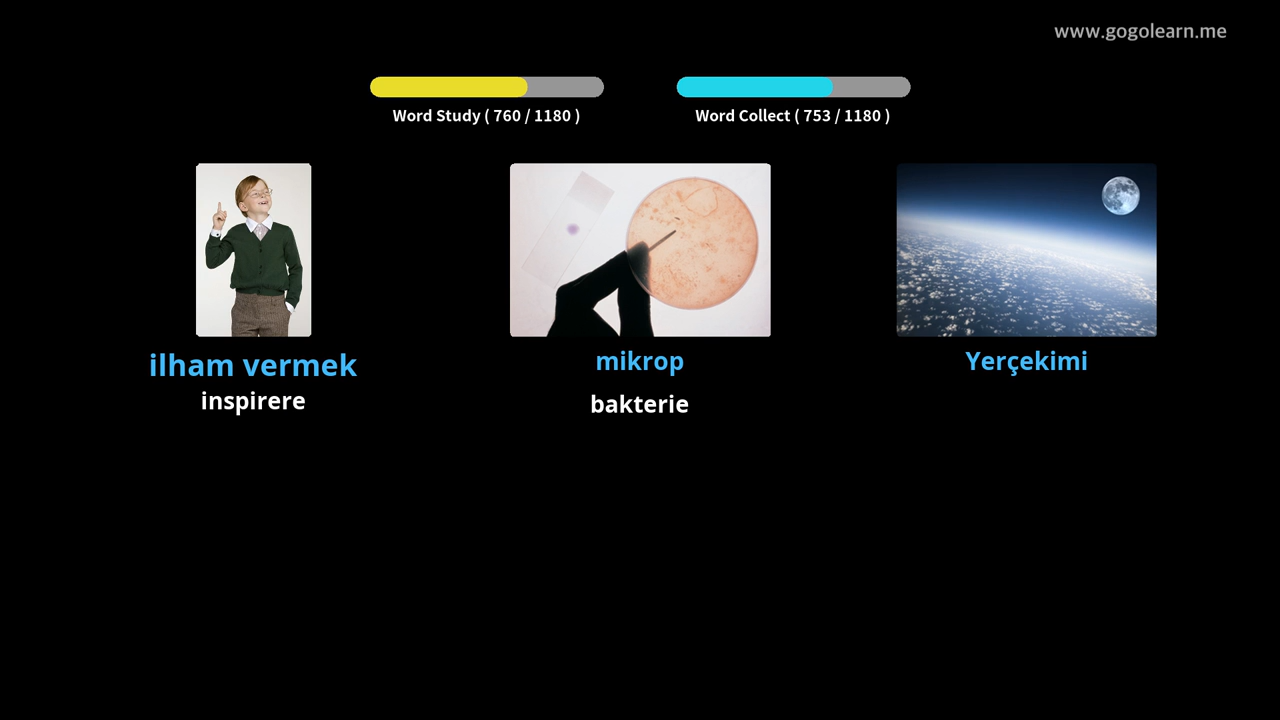 www.gogolearn.me
Word Study ( 760 / 1180 )
Word Collect ( 753 / 1180 )
ilham vermek
inspirere
mikrop
bakterie
Yerçekimi